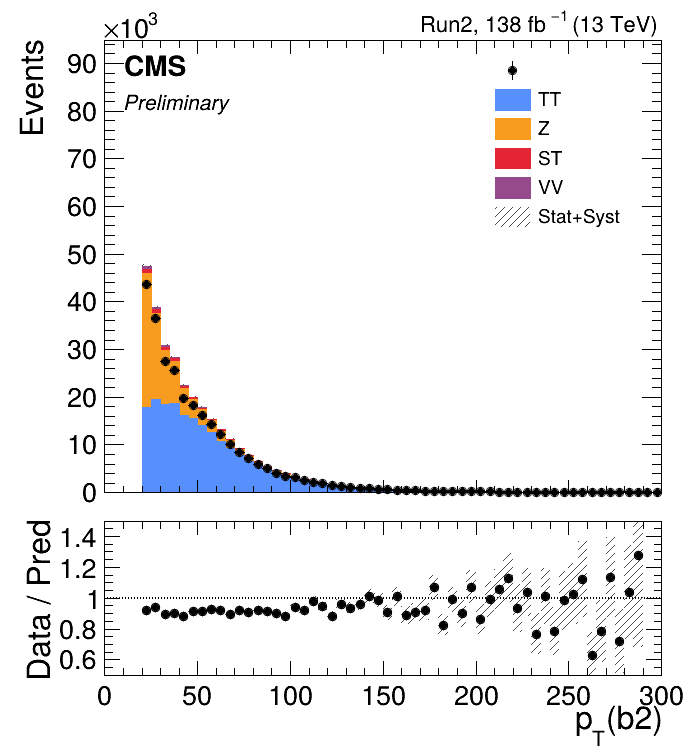 ×10³
Run2, 138 fb⁻¹ (13 TeV)
Events
CMS
Preliminary
TT
Z
ST
VV
Stat+Syst
90
80
70
60
50
40
30
20
10
0
Data / Pred
1.4
1.2
1
0.8
0.6
0 50 100 150 200 250 300
p_T(b2)